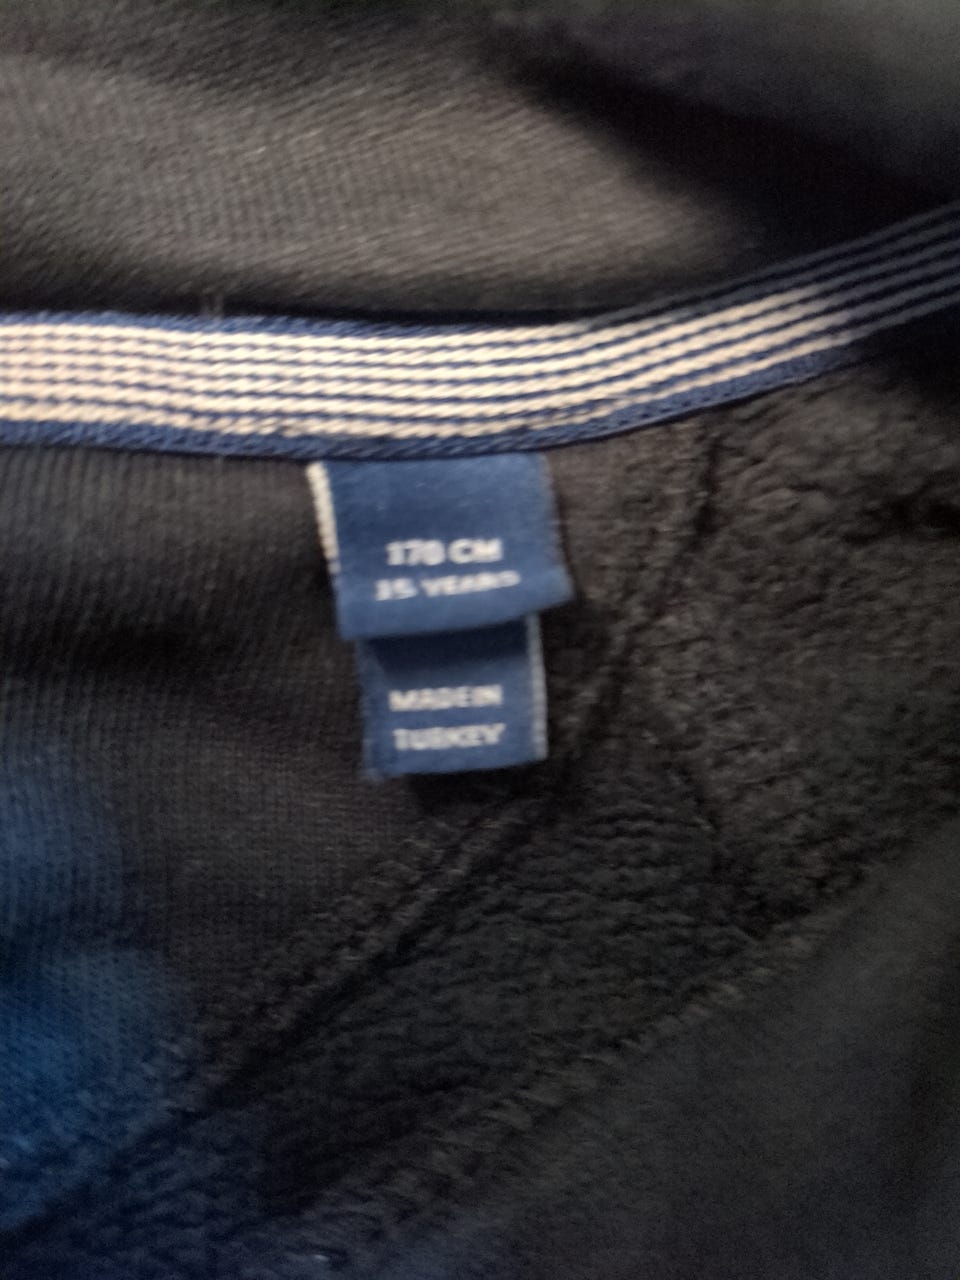 170 CM
15 YEARS
MADE IN
TURKEY